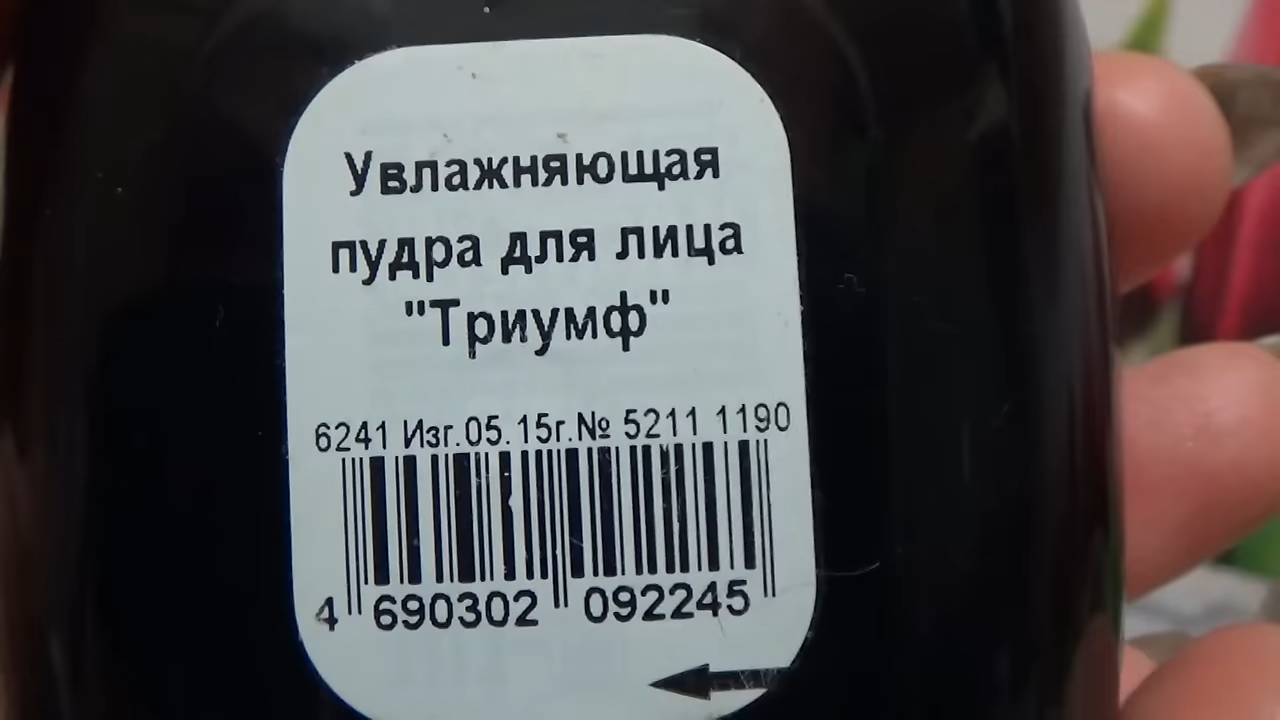 Увлажняющая
пудра для лица
"Триумф"
6241 Изг.05.15г.№ 5211 1190
4 690302 092245